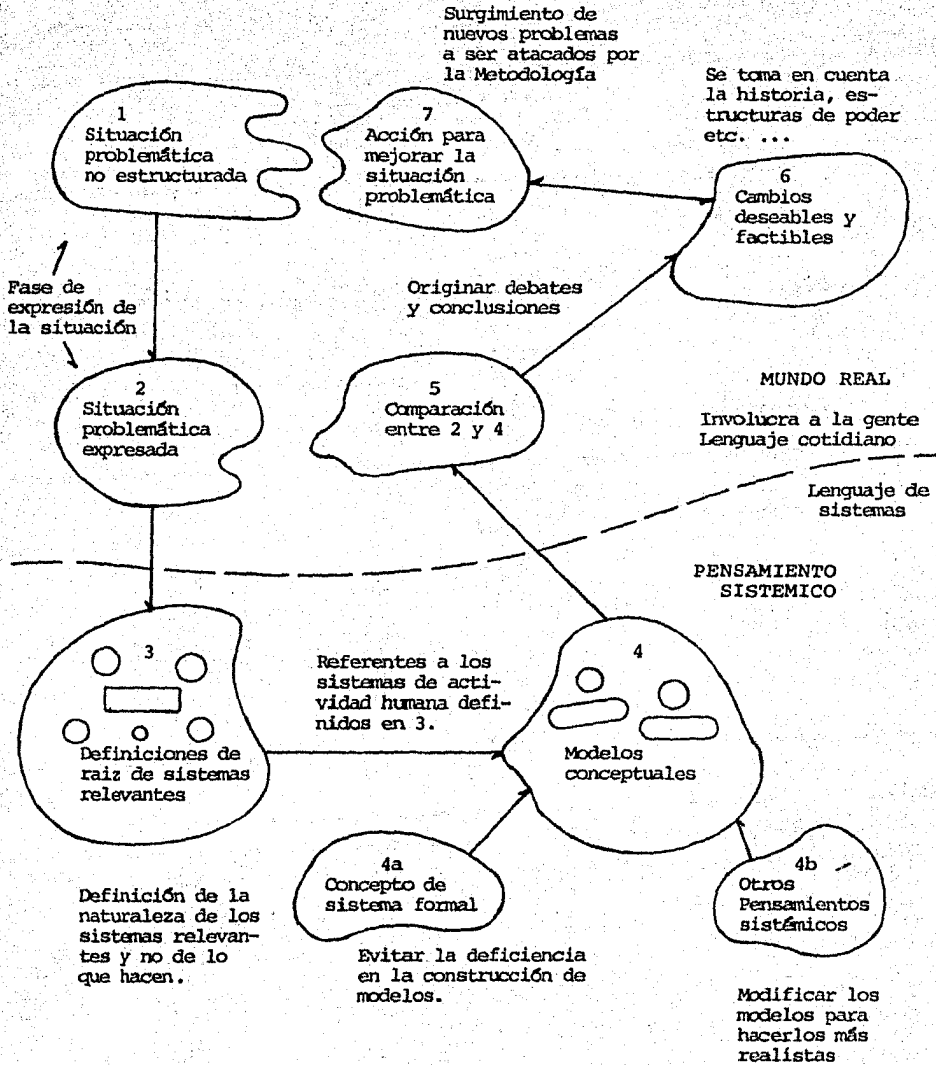 Surgimiento de
nuevos problemas
a ser atacados por
la Metodología
Se toma en cuenta
la historia, es-
tructuras de poder
etc. ...
1
Situación
problemática
no estructurada
7
Acción para
mejorar la
situación
problemática
6
Cambios
deseables y
factibles
Fase de
expresión de
la situación
Originar debates
y conclusiones
2
Situación
problemática
expresada
5
Comparación
entre 2 y 4
MUNDO REAL
Involucra a la gente
Lenguaje cotidiano
Lenguaje de
sistemas
PENSAMIENTO
SISTEMICO
3
Definiciones de
raiz de sistemas
relevantes
Referentes a los
sistemas de acti-
vidad humana defi-
nidos en 3.
4
Modelos
conceptuales
4a
Concepto de
sistema formal
4b
Otros
Pensamientos
sistémicos
Definición de la
naturaleza de los
sistemas relevan-
tes y no de lo
que hacen.
Evitar la deficiencia
en la construcción de
modelos.
Modificar los
modelos para
hacerlos más
realistas